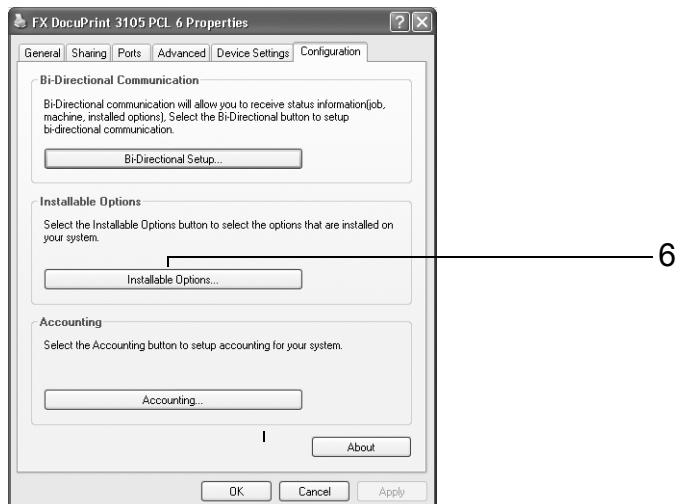 FX DocuPrint 3105 PCL 6 Properties
General Sharing Ports Advanced Device Settings Configuration
Bi-Directional Communication
Bi-Directional communication will allow you to receive status information(job,
machine, installed options), Select the Bi-Directional button to setup
bi-directional communication.
Bi-Directional Setup...
Installable Options
Select the Installable Options button to select the options that are installed on
your system.
6
Installable Options...
Accounting
Select the Accounting button to setup accounting for your system.
Accounting...
About
OK Cancel Apply